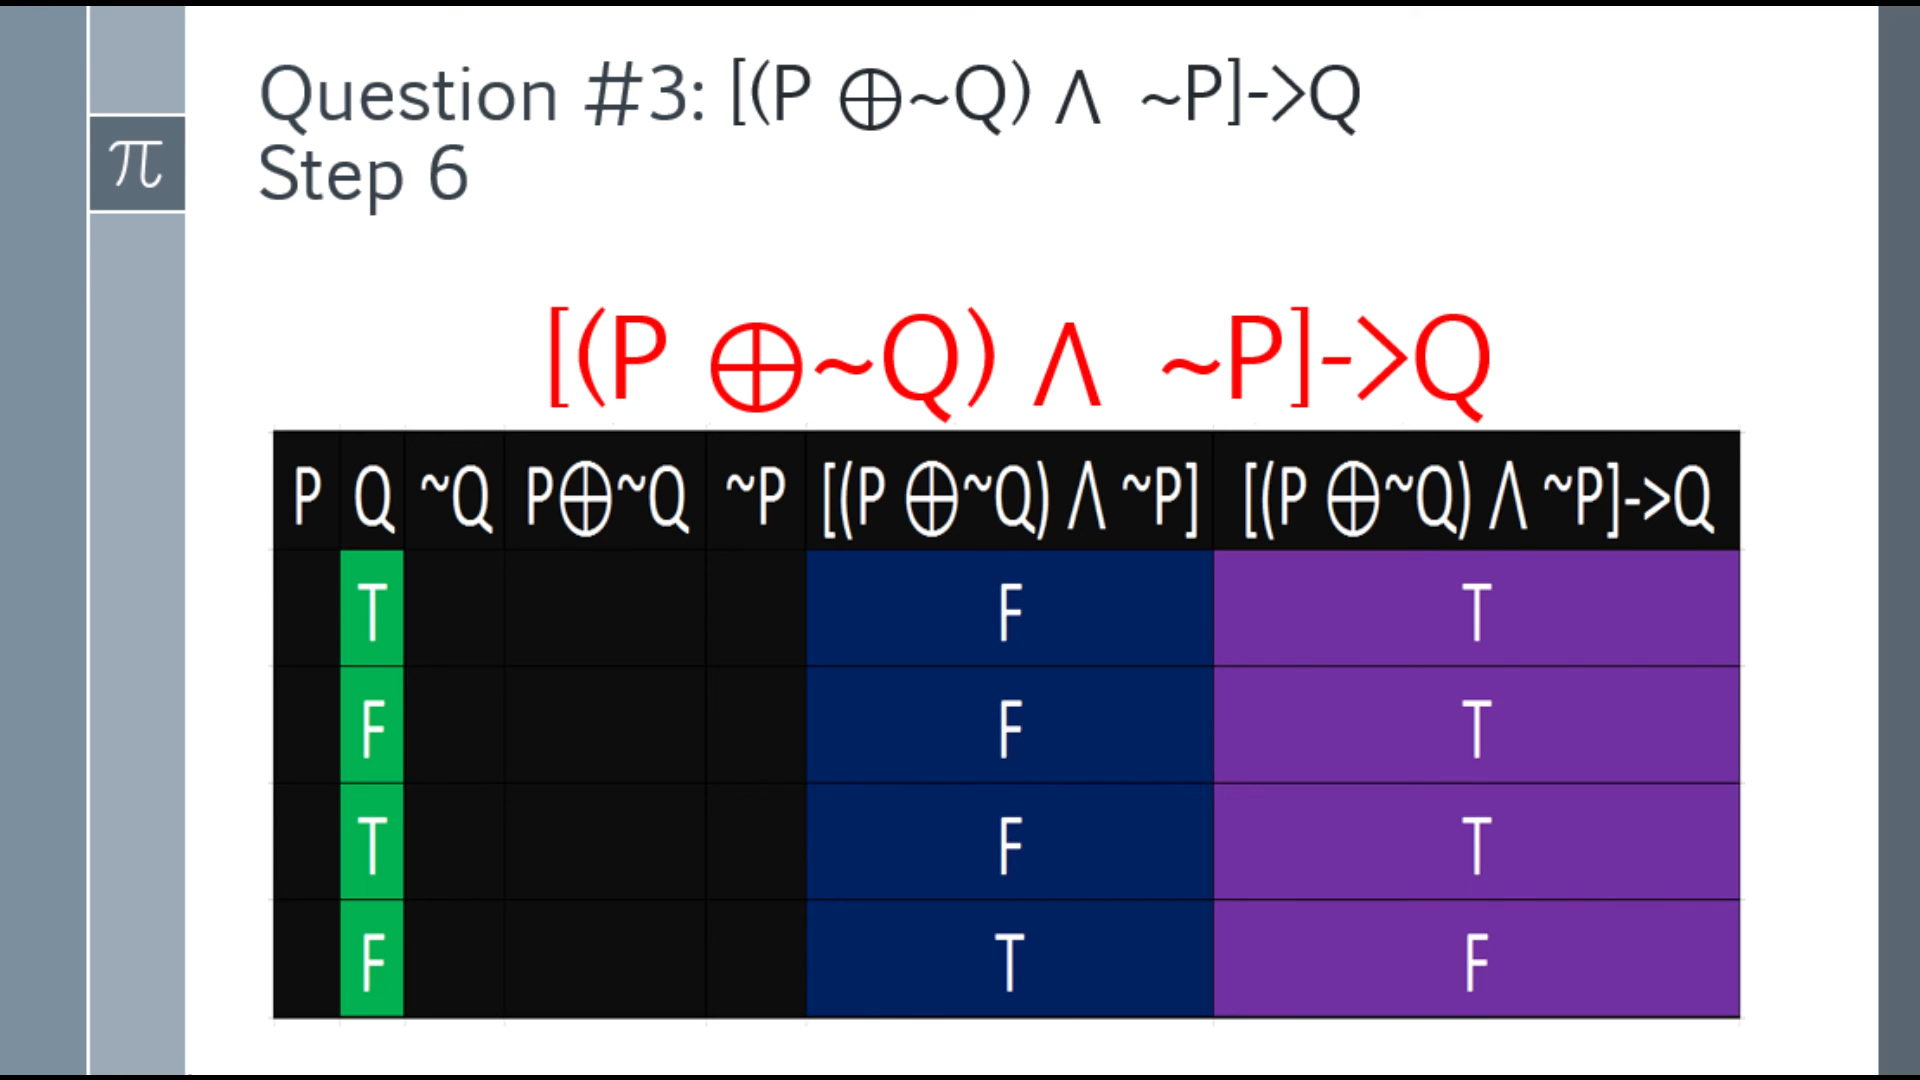 Question #3: [(P ⊕~Q) Λ ~P]->Q
Step 6
π
[(P ⊕~Q) Λ ~P]->Q
P Q ~Q P⊕~Q ~P [(P ⊕~Q) Λ ~P] [(P ⊕~Q) Λ ~P]->Q
T F T
F F T
T F T
F T F